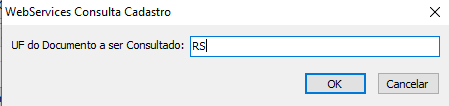 WebServices Consulta Cadastro
UF do Documento a ser Consultado: RS
OK Cancelar